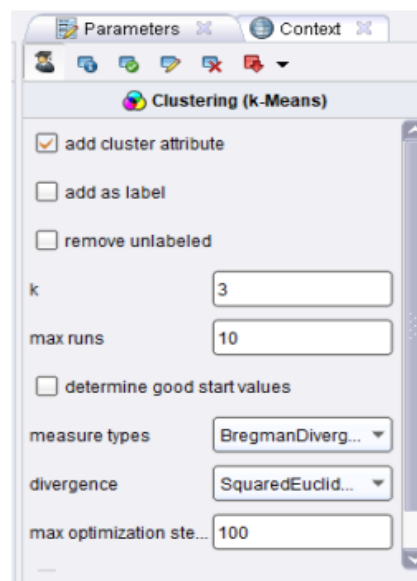 Parameters Context
Clustering (k-Means)
add cluster attribute
add as label
remove unlabeled
k 3
max runs 10
determine good start values
measure types BregmanDiverg...
divergence SquaredEuclid...
max optimization ste... 100